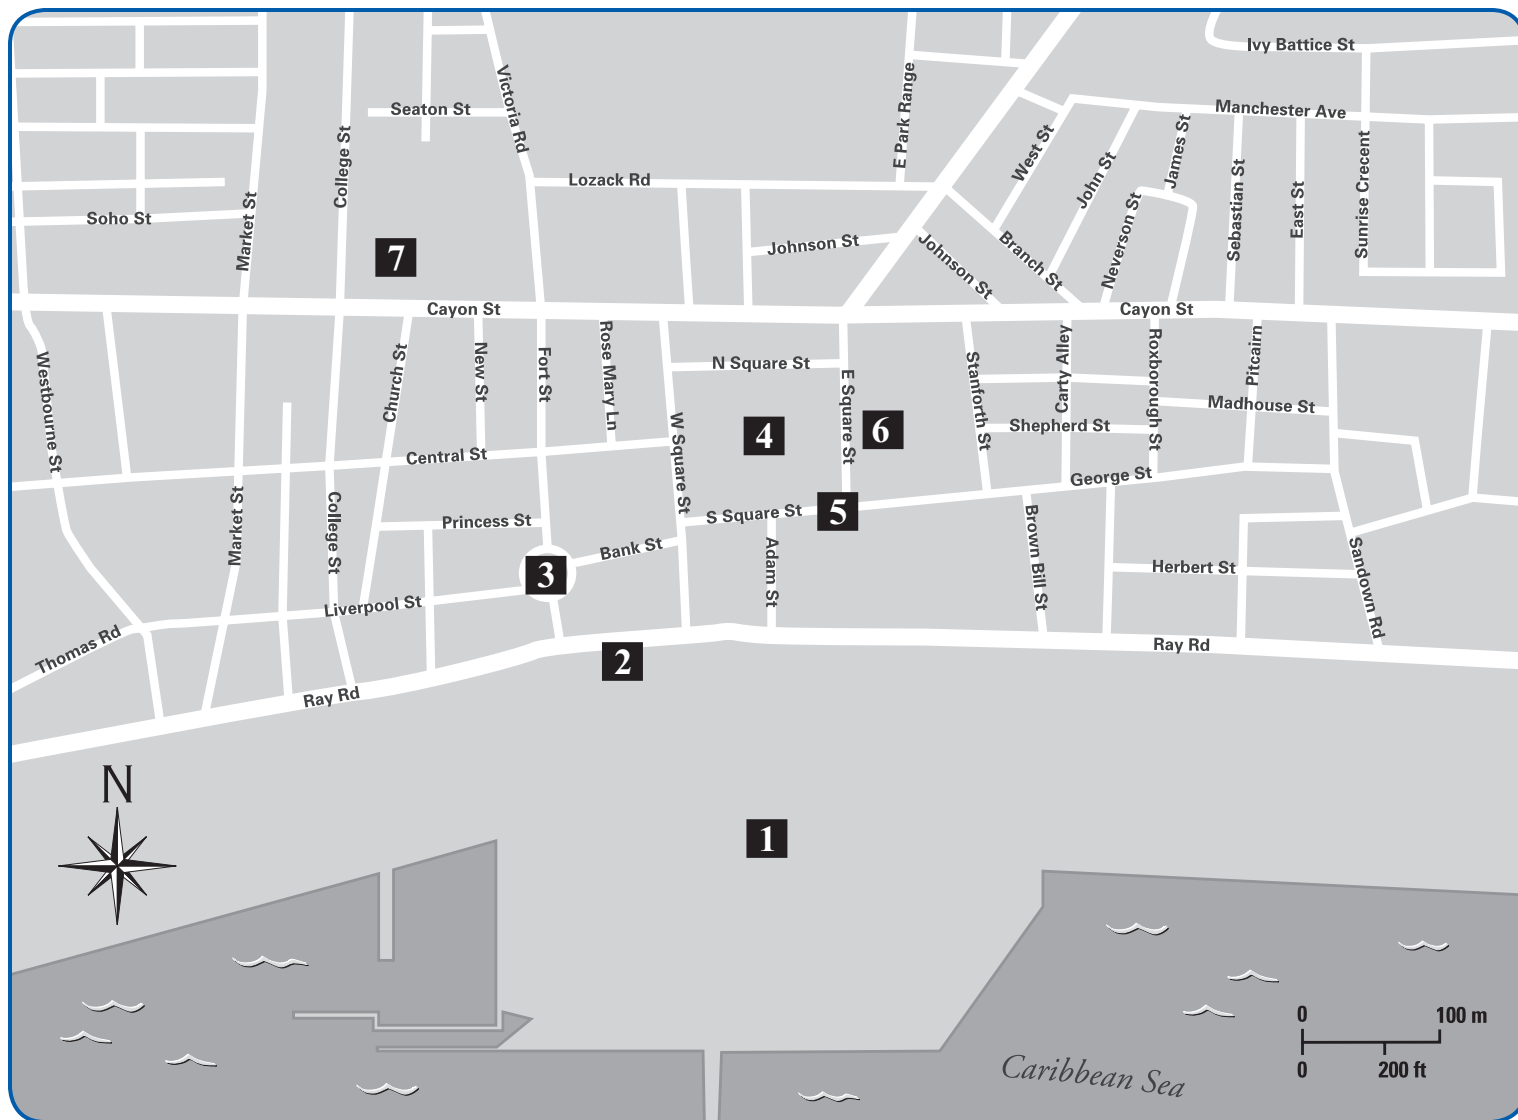 Ivy Battice St
Victoria Rd
E Park Range
Seaton St
Manchester Ave
College St
West St
James St
John St
Lozack Rd
Sunrise Crecent
Sebastian St
East St
Soho St
Market St
Neverson St
Johnson St
Johnson St
Branch St
7
Cayon St
Cayon St
Westbourne St
Church St
New St
Fort St
Rose Mary Ln
N Square St
E Square St
Stanforth St
Carty Alley
Roxborough St
Pitcairn
Madhouse St
W Square St
4
6
Shepherd St
Central St
George St
Market St
College St
Princess St
S Square St
5
Brown Bill St
Bank St
Adam St
3
Herbert St
Sandown Rd
Liverpool St
Thomas Rd
2
Ray Rd
Ray Rd
N
1
0
100 m
0
200 ft
Caribbean Sea